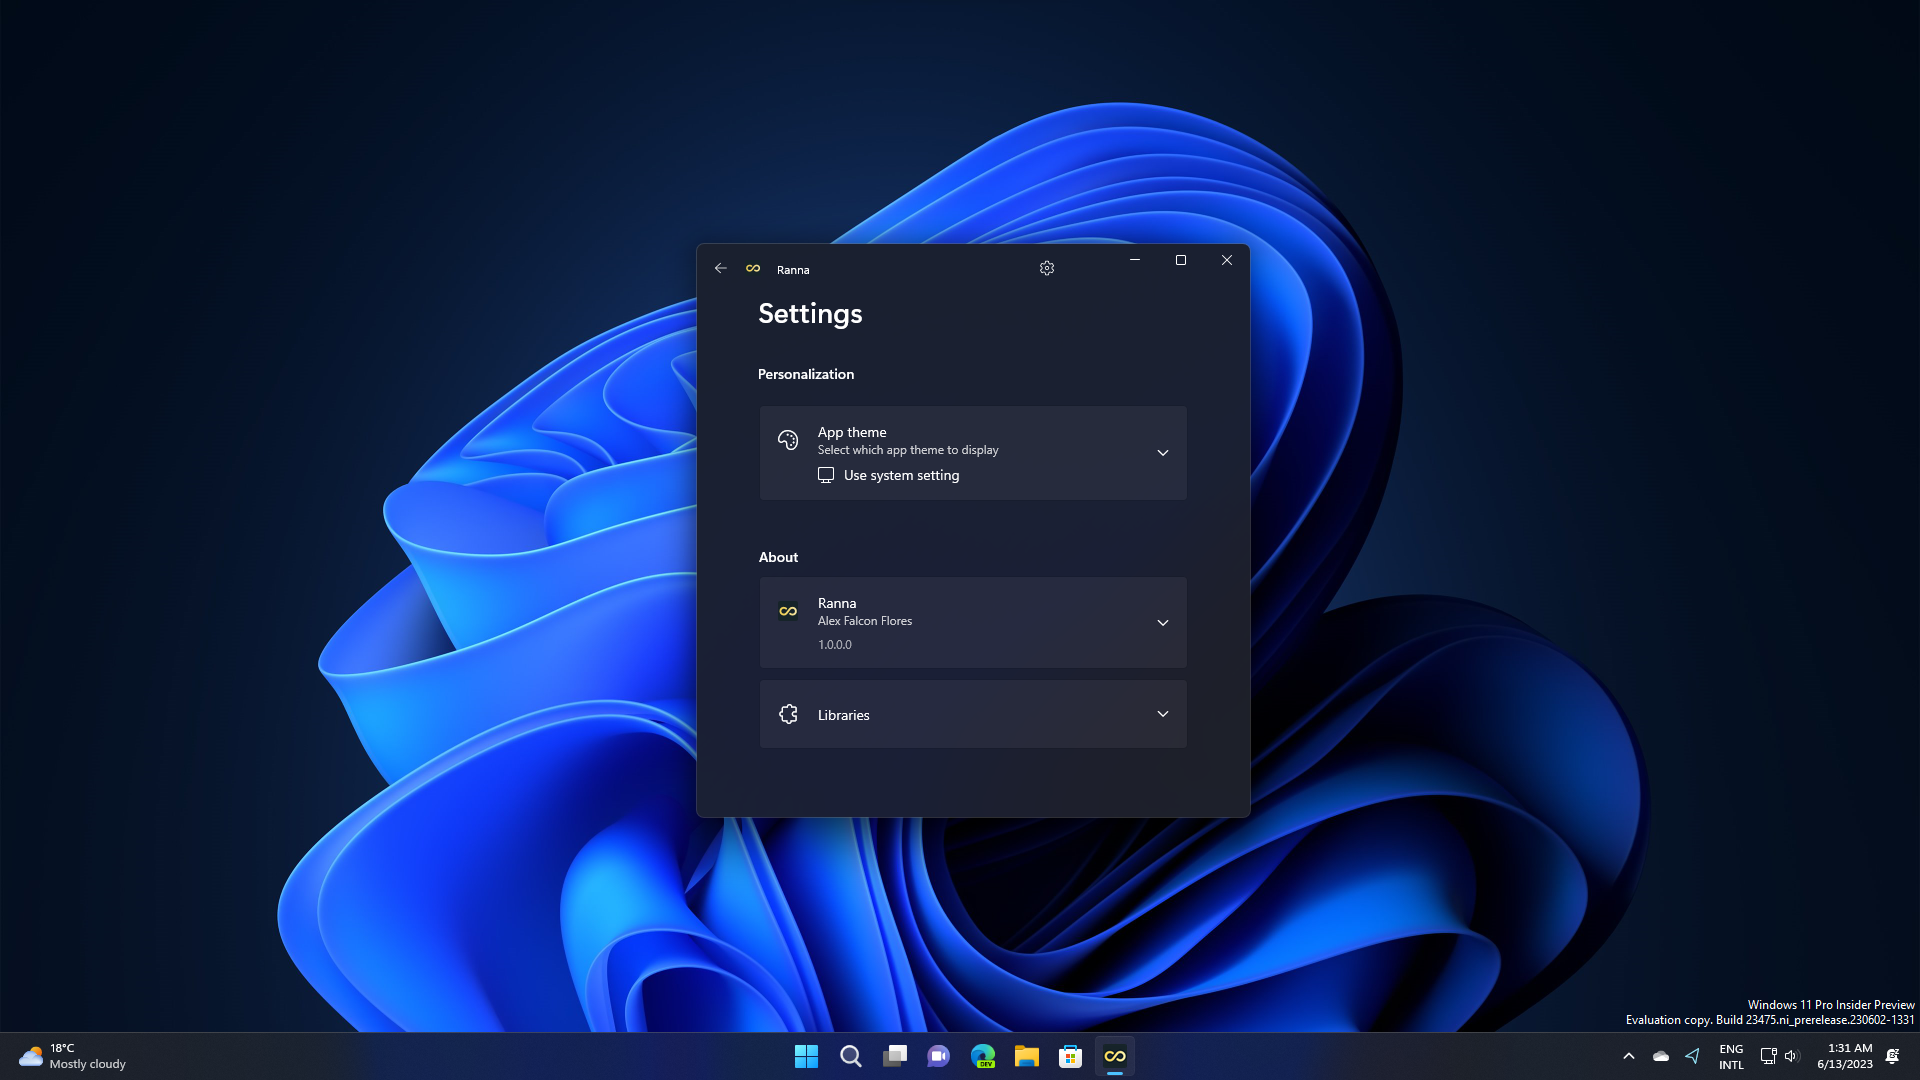 Ranna
Settings
Personalization
App theme
Select which app theme to display
Use system setting
About
Ranna
Alex Falcon Flores
1.0.0.0
Libraries
Windows 11 Pro Insider Preview
Evaluation copy. Build 23475.ni_prerelease.230602-1331
18°C
Mostly cloudy
DEV
ENG
INTL
1:31 AM
6/13/2023